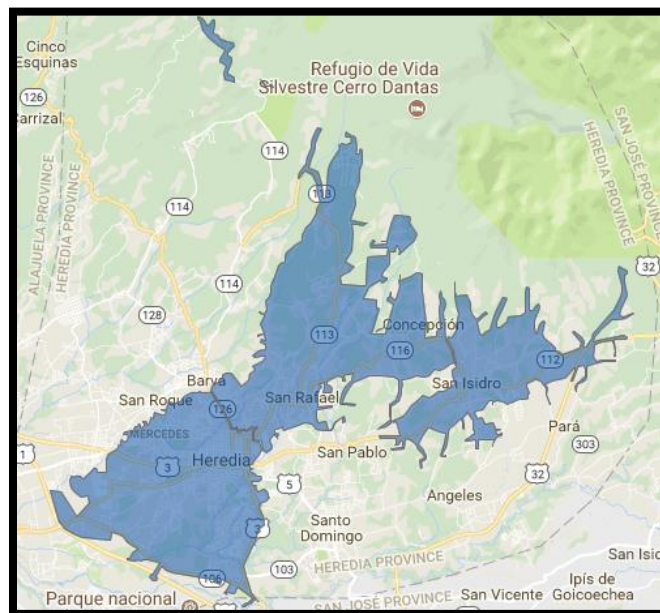 Cinco
Esquinas
126
Carrizal
Refugio de Vida
Silvestre Cerro Dantas
SAN JOSÉ PROVINCE
HEREDIA PROVINCE
114
113
114
ALAJUELA PROVINCE
HEREDIA PROVINCE
32
114
128
113
Concepción
116
112
Barva
San Roque
126
San Rafael
San Isidro
MERCEDES
Pará
303
1
3
Heredia
San Pablo
5
32
Angeles
Santo
Domingo
3
HEREDIA PROVINCE
103
106
San Isid
Parque nacional
SAN JOSÉ PROVINCE
San Vicente
Ipís de
Goicoechea